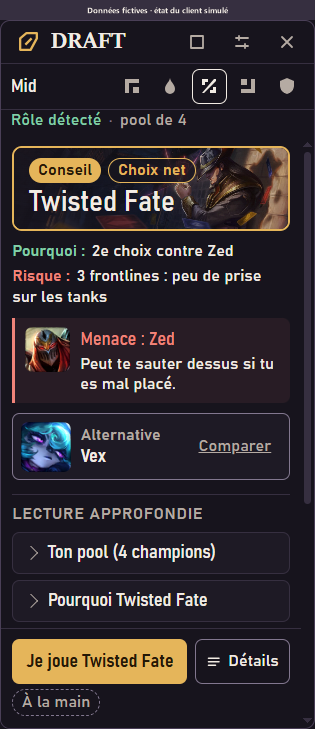 Données fictives · état du client simulé
DRAFT
Mid
Rôle détecté · pool de 4
Conseil
Choix net
Twisted Fate
Pourquoi : 2e choix contre Zed
Risque : 3 frontlines : peu de prise
sur les tanks
Menace : Zed
Peut te sauter dessus si tu
es mal placé.
Alternative
Vex
Comparer
LECTURE APPROFONDIE
Ton pool (4 champions)
Pourquoi Twisted Fate
Je joue Twisted Fate
Détails
À la main